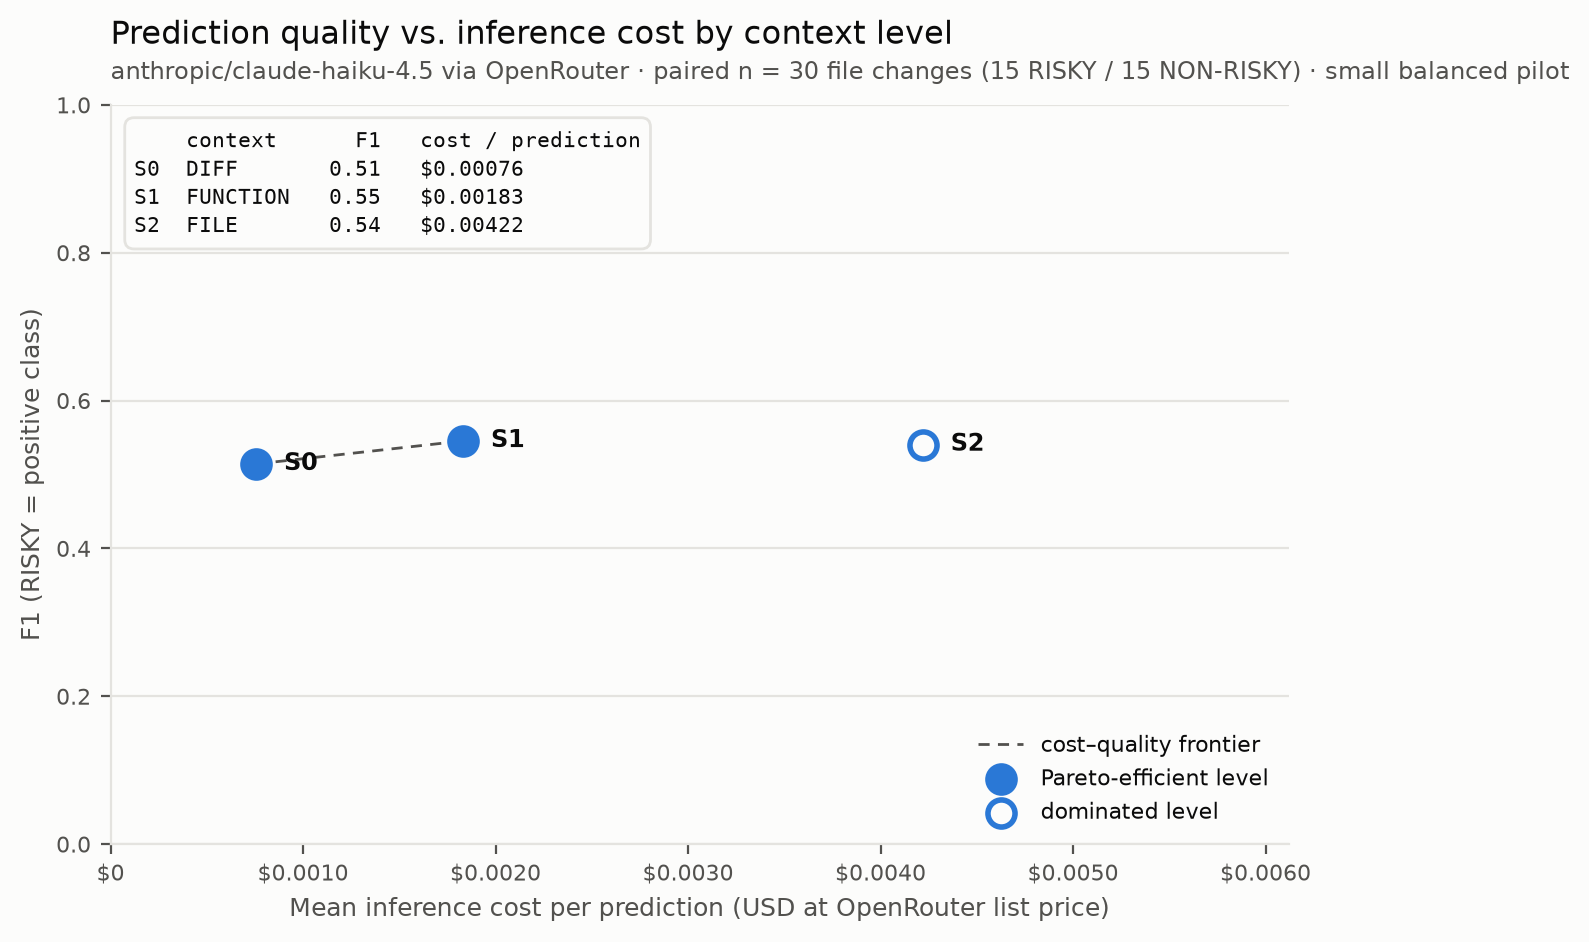 Prediction quality vs. inference cost by context level
anthropic/claude-haiku-4.5 via OpenRouter · paired n = 30 file changes (15 RISKY / 15 NON-RISKY) · small balanced pilot
1.0
context F1 cost / prediction
S0 DIFF 0.51 $0.00076
S1 FUNCTION 0.55 $0.00183
S2 FILE 0.54 $0.00422
0.8
0.6
0.4
0.2
0.0
F1 (RISKY = positive class)
S0
S1
S2
cost–quality frontier
Pareto-efficient level
dominated level
$0 $0.0010 $0.0020 $0.0030 $0.0040 $0.0050 $0.0060
Mean inference cost per prediction (USD at OpenRouter list price)